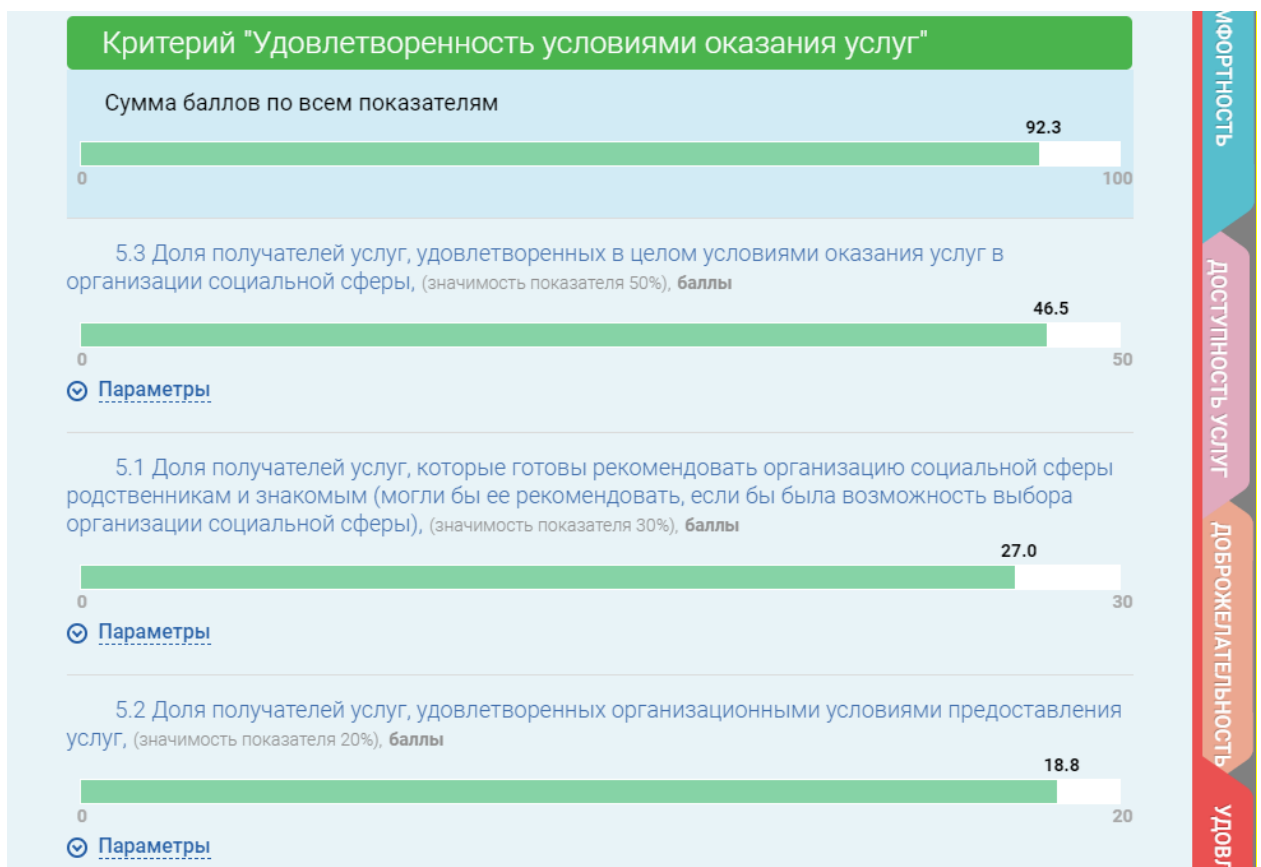 Критерий "Удовлетворенность условиями оказания услуг"
Сумма баллов по всем показателям
92.3
0
100
5.3 Доля получателей услуг, удовлетворенных в целом условиями оказания услуг в
организации социальной сферы, (значимость показателя 50%), баллы
46.5
0
50
Параметры
5.1 Доля получателей услуг, которые готовы рекомендовать организацию социальной сферы
родственникам и знакомым (могли бы ее рекомендовать, если бы была возможность выбора
организации социальной сферы), (значимость показателя 30%), баллы
27.0
0
30
Параметры
5.2 Доля получателей услуг, удовлетворенных организационными условиями предоставления
услуг, (значимость показателя 20%), баллы
18.8
0
20
Параметры
МФОРТНОСТЬ
ДОСТУПНОСТЬ УСЛУГ
ДОБРОЖЕЛАТЕЛЬНОСТЬ
УДОВЛ